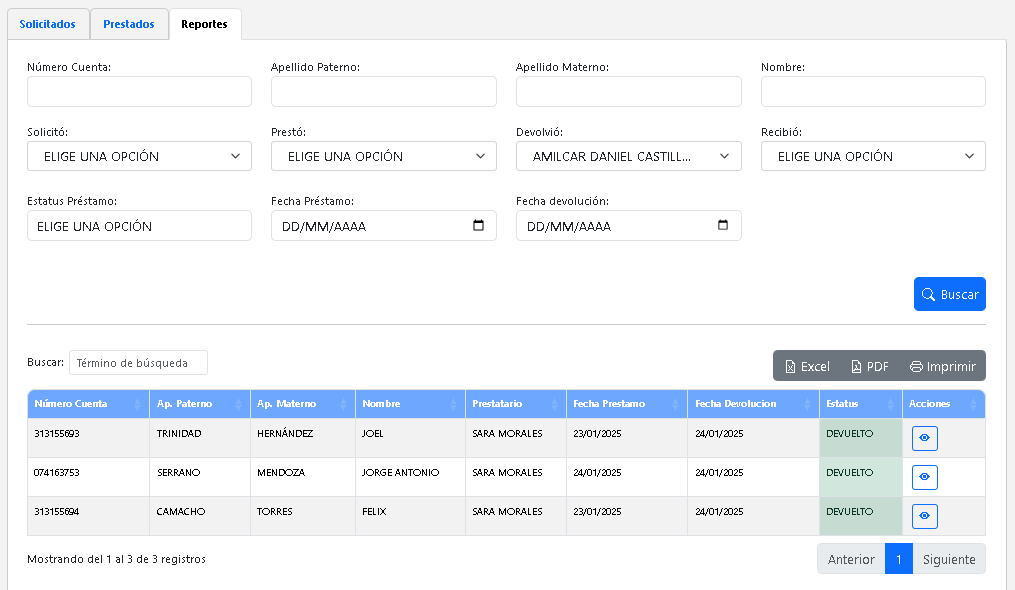 Solicitados Prestados Reportes
Número Cuenta: Apellido Paterno: Apellido Materno: Nombre:
Solicitó: Prestó: Devolvió: Recibió:
ELIGE UNA OPCIÓN ELIGE UNA OPCIÓN AMILCAR DANIEL CASTILL... ELIGE UNA OPCIÓN
Estatus Préstamo: Fecha Préstamo: Fecha devolución:
ELIGE UNA OPCIÓN DD/MM/AAAA DD/MM/AAAA
Buscar
Buscar: Término de búsqueda Excel PDF Imprimir
Número Cuenta Ap. Paterno Ap. Materno Nombre Prestatario Fecha Prestamo Fecha Devolucion Estatus Acciones
313155693 TRINIDAD HERNÁNDEZ JOEL SARA MORALES 23/01/2025 24/01/2025 DEVUELTO
074163753 SERRANO MENDOZA JORGE ANTONIO SARA MORALES 24/01/2025 24/01/2025 DEVUELTO
313155694 CAMACHO TORRES FELIX SARA MORALES 23/01/2025 24/01/2025 DEVUELTO
Mostrando del 1 al 3 de 3 registros Anterior 1 Siguiente